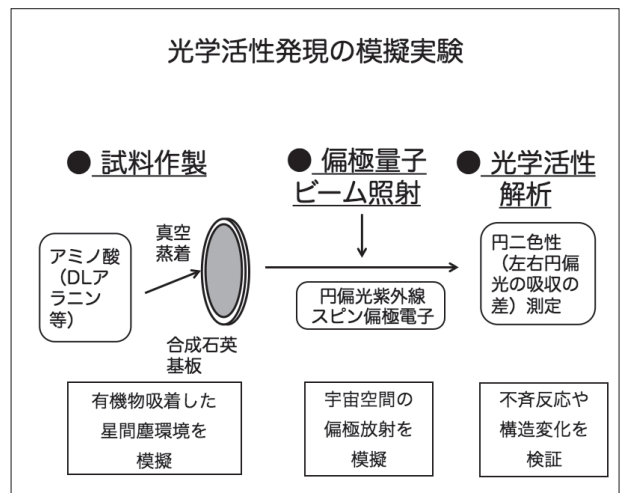 光学活性発現の模擬実験
● 試料作製
● 偏極量子
ビーム照射
● 光学活性
解析
アミノ酸
（DLア
ラニン
等）
真空
蒸着
合成石英
基板
円偏光紫外線
スピン偏極電子
円二色性
（左右円偏
光の吸収の
差）測定
有機物吸着した
星間塵環境を
模擬
宇宙空間の
偏極放射を
模擬
不斉反応や
構造変化を
検証